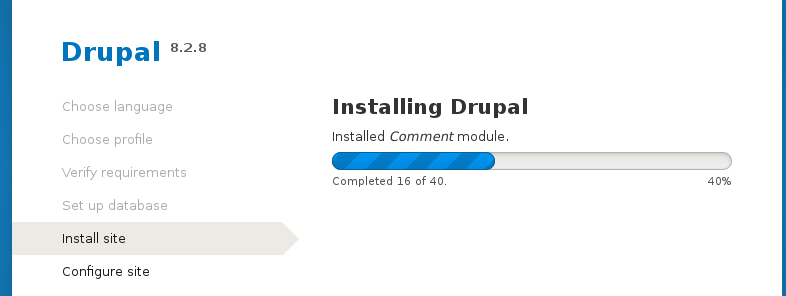 Drupal 8.2.8
Choose language
Choose profile
Verify requirements
Set up database
Install site
Configure site
Installing Drupal
Installed Comment module.
Completed 16 of 40.
40%